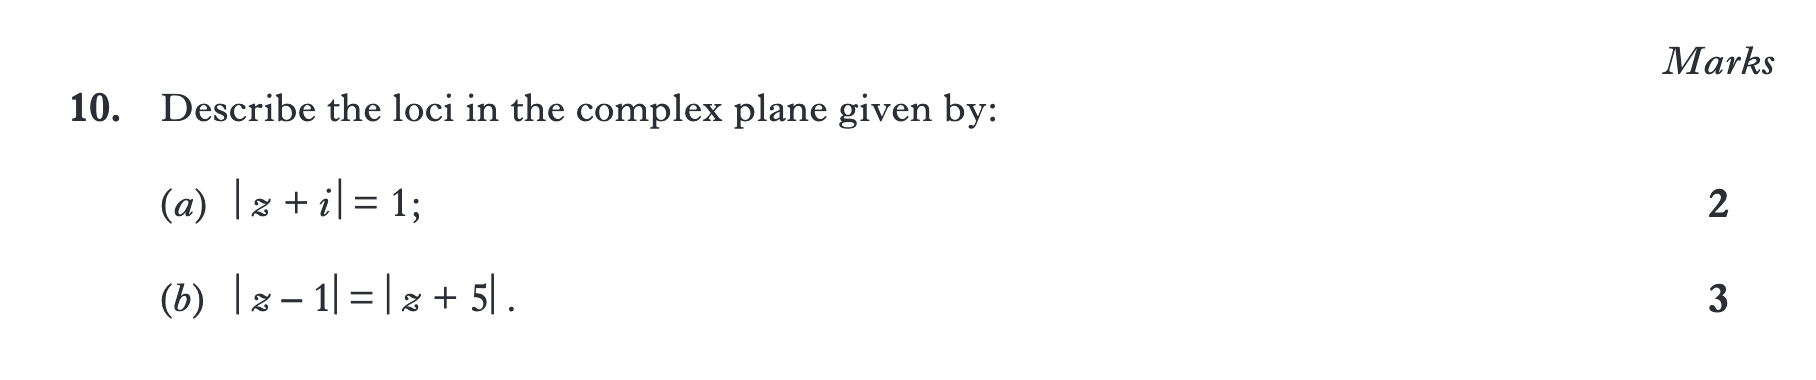 Marks
10. Describe the loci in the complex plane given by:
(a) |z + i| = 1; 2
(b) |z – 1| = |z + 5|. 3